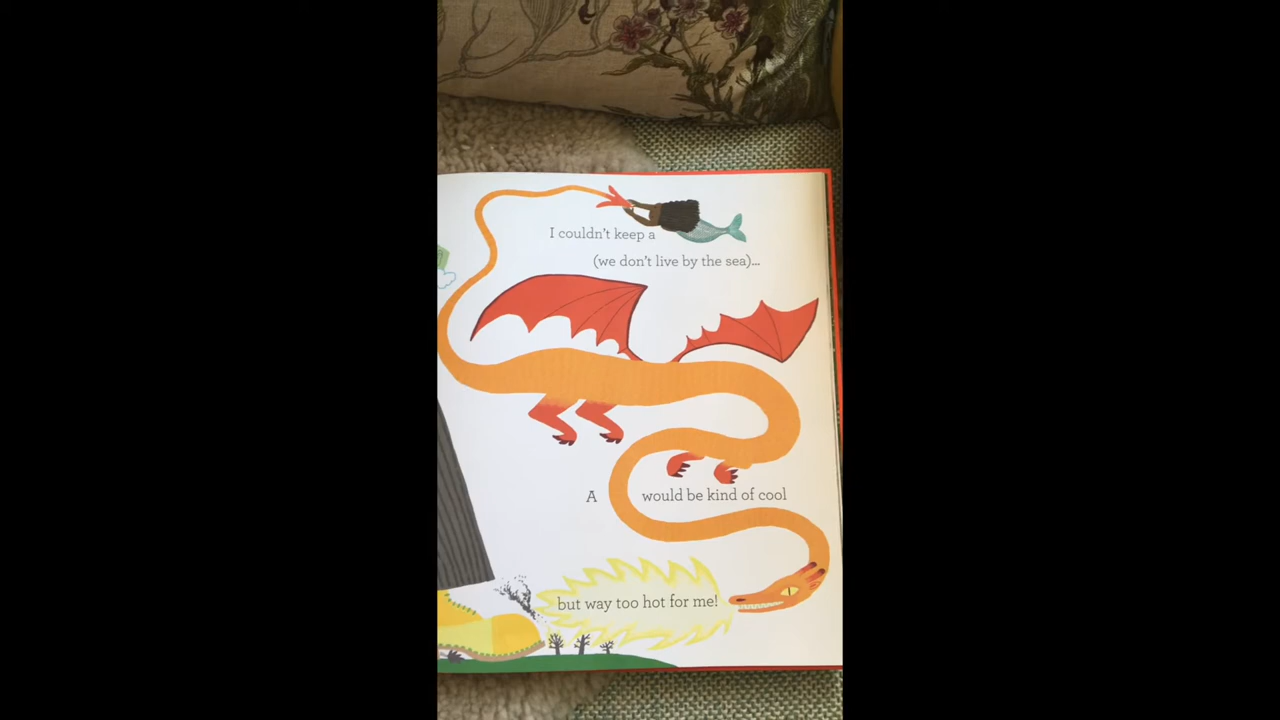 I couldn't keep a
(we don't live by the sea)...
A would be kind of cool
but way too hot for me!